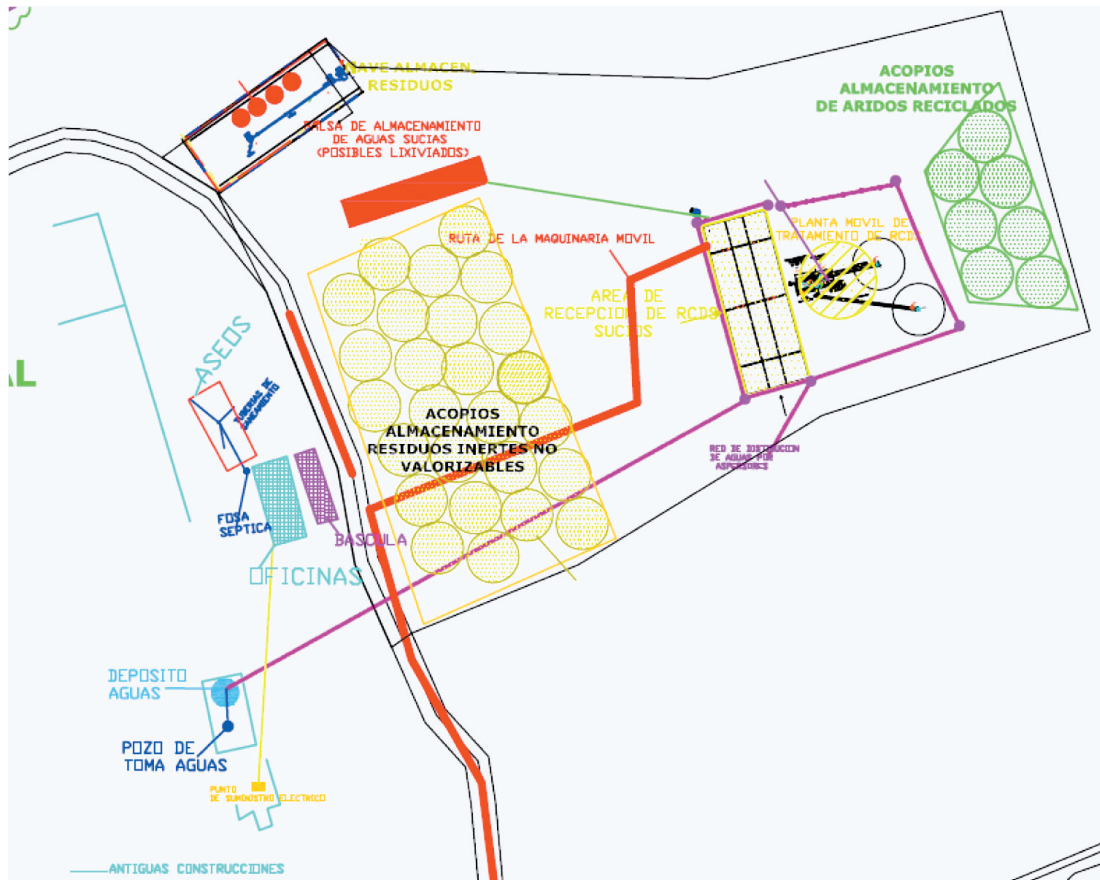 NAVE ALMACEN.
RESIDUOS
ACOPIOS
ALMACENAMIENTO
DE ARIDOS RECICLADOS
BALSA DE ALMACENAMIENTO
DE AGUAS SUCIAS
(POSIBLES LIXIVIADOS)
RUTA DE LA MAQUINARIA MOVIL
PLANTA MOVIL DE
TRATAMIENTO DE RCDS
AREA DE
RECEPCION DE RCDS
SUCIOS
ASEOS
TUBERIAS DE
SANEAMIENTO
AL
ACOPIOS
ALMACENAMIENTO
RESIDUOS INERTES NO
VALORIZABLES
RED DE DISTRIBUCION
DE AGUAS POR
ASPERSORES
FOSA
SEPTICA
BASCULA
OFICINAS
DEPOSITO
AGUAS
POZO DE
TOMA AGUAS
PUNTO
DE SUMINISTRO ELECTRICO
ANTIGUAS CONSTRUCCIONES